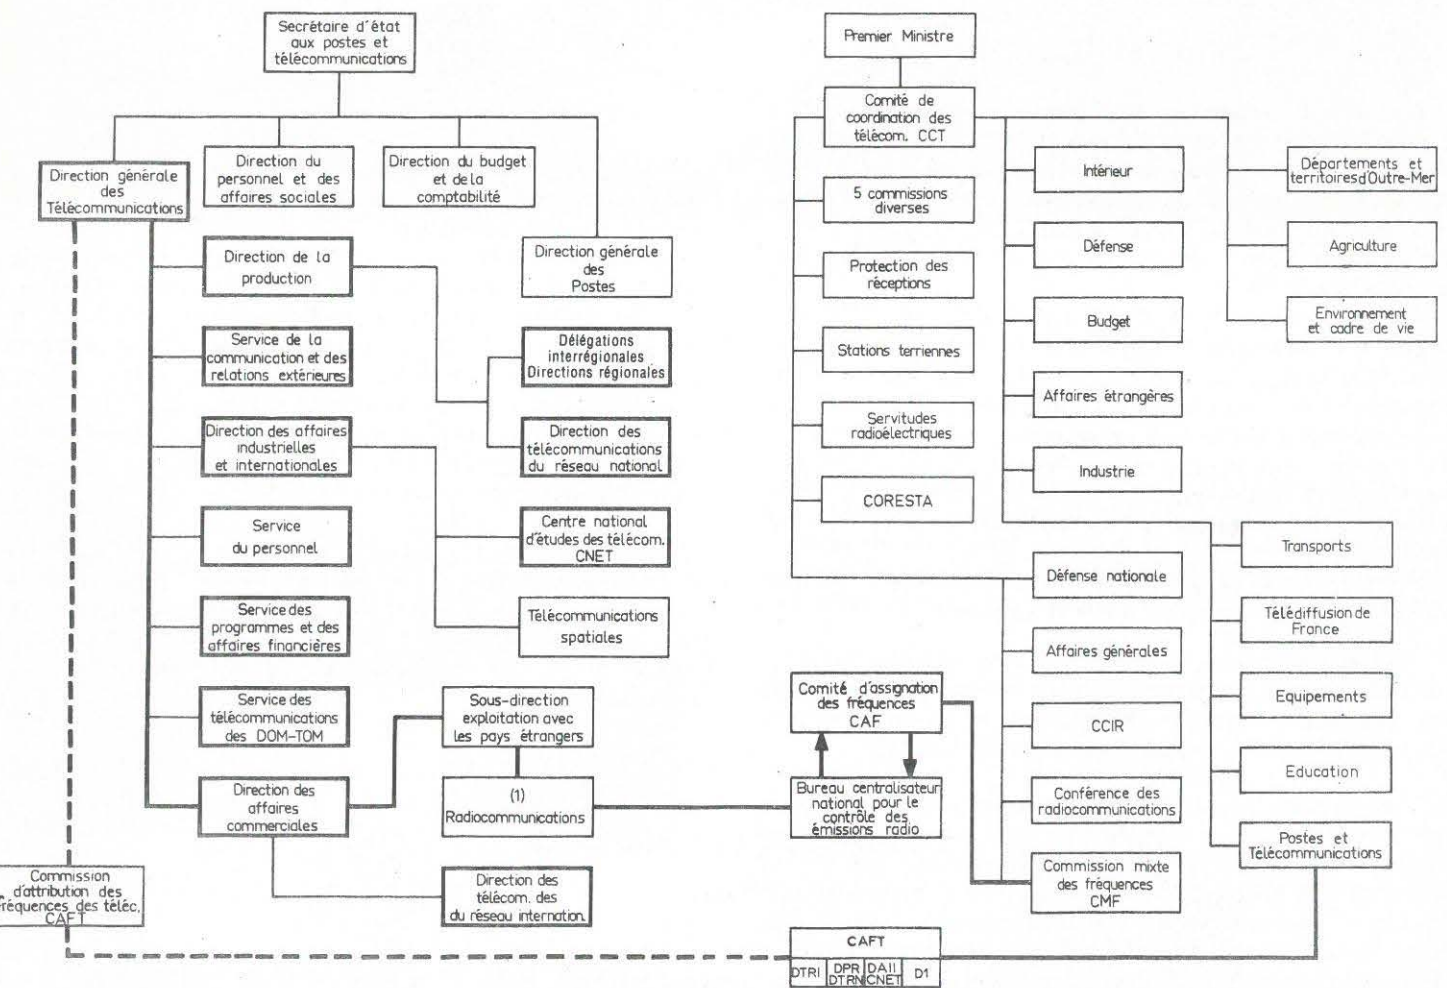 Secrétaire d'état
aux postes et
télécommunications
Direction générale
des
Télécommunications
Direction du
personnel et des
affaires sociales
Direction du budget
et de la
comptabilité
Direction générale
des
Postes
Direction de la
production
Service de la
communication et des
relations extérieures
Direction des affaires
industrielles
et internationales
Service
du personnel
Service des
programmes et des
affaires financières
Service des
télécommunications
des DOM-TOM
Direction des
affaires
commerciales
Délégations
interrégionales
Directions régionales
Direction des
télécommunications
du réseau national
Centre national
d'études des télécom.
CNET
Télécommunications
spatiales
Sous-direction
exploitation avec
les pays étrangers
(1)
Radiocommunications
Direction des
télécom. des
du réseau internation.
Commission
d'attribution des
fréquences des téléc.
CAFT
Premier Ministre
Comité de
coordination des
télécom. CCT
5 commissions
diverses
Protection des
réceptions
Stations terriennes
Servitudes
radioélectriques
CORESTA
Intérieur
Défense
Budget
Affaires étrangères
Industrie
Départements et
territoires d'Outre-Mer
Agriculture
Environnement
et cadre de vie
Transports
Télédiffusion de
France
Equipements
Education
Postes et
Télécommunications
Défense nationale
Affaires générales
CCIR
Conférence des
radiocommunications
Commission mixte
des fréquences
CMF
Comité d'assignation
des fréquences
CAF
Bureau centralisateur
national pour le
contrôle des
émissions radio
CAFT
DTRI
DPR
DTRN
DAII
CNET
D1